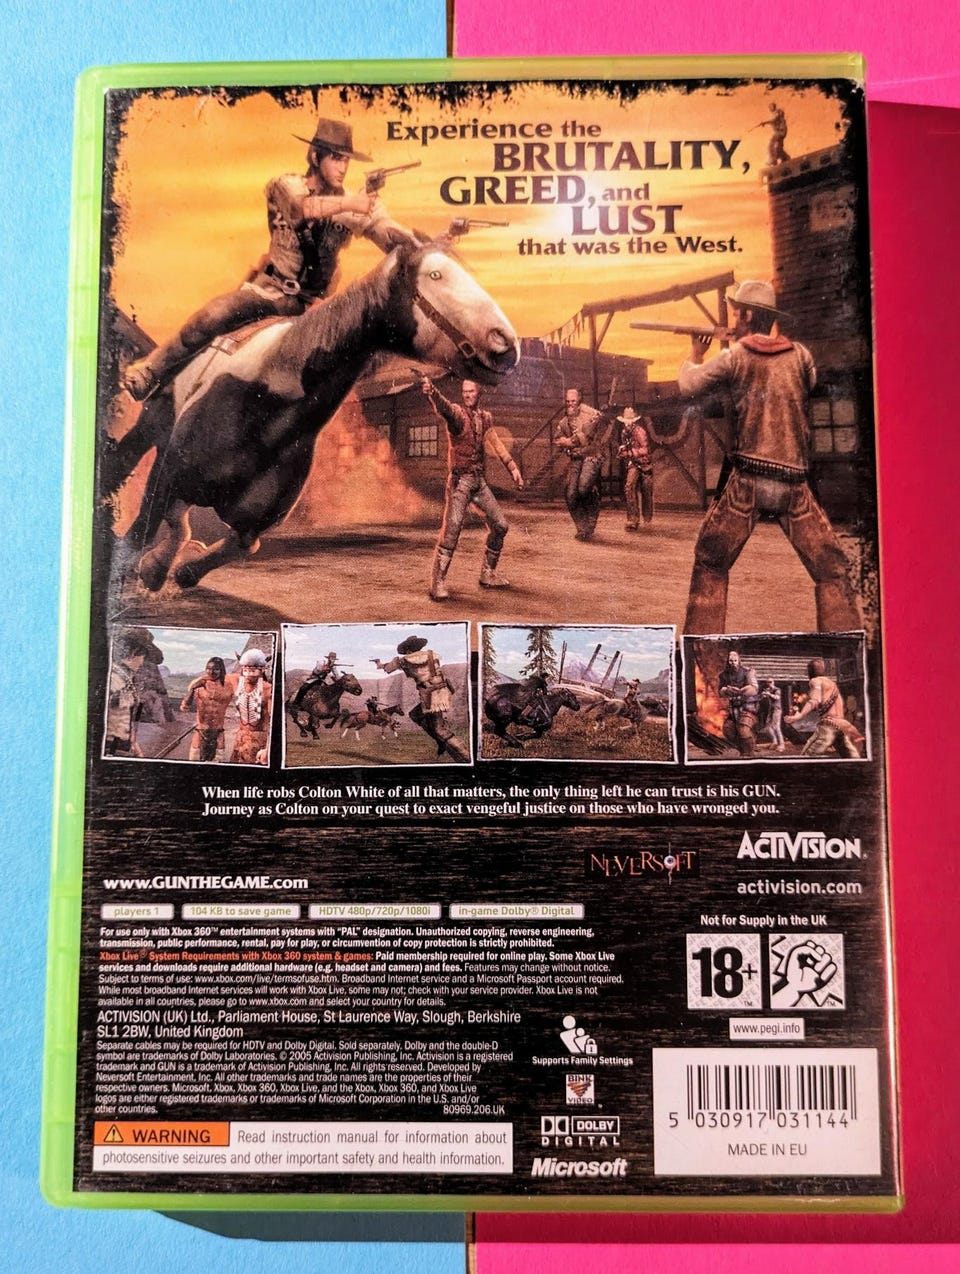 Experience the
BRUTALITY,
GREED, and
LUST
that was the West.
When life robs Colton White of all that matters, the only thing left he can trust is his GUN.
Journey as Colton on your quest to exact vengeful justice on those who have wronged you.
NEVERSOFT
ACTIVISION.
activision.com
www.GUNTHEGAME.com
players 1
104 KB to save game
HDTV 480p/720p/1080i
in-game Dolby® Digital
For use only with Xbox 360™ entertainment systems with “PAL” designation. Unauthorized copying, reverse engineering,
transmission, public performance, rental, pay for play, or circumvention of copy protection is strictly prohibited.
Xbox Live® System Requirements with Xbox 360 system & games: Paid membership required for online play. Some Xbox Live
services and downloads require additional hardware (e.g. headset and camera) and fees. Features may change without notice.
Subject to terms of use: www.xbox.com/live/termsofuse.htm. Broadband Internet service and a Microsoft Passport account required.
While most broadband Internet services will work with Xbox Live, some may not; check with your service provider. Xbox Live is not
available in all countries, please go to www.xbox.com and select your country for details.
ACTIVISION (UK) Ltd., Parliament House, St Laurence Way, Slough, Berkshire
SL1 2BW, United Kingdom
Separate cables may be required for HDTV and Dolby Digital. Sold separately. Dolby and the double-D
symbol are trademarks of Dolby Laboratories. © 2005 Activision Publishing, Inc. Activision is a registered
trademark and GUN is a trademark of Activision Publishing, Inc. All rights reserved. Developed by
Neversoft Entertainment, Inc. All other trademarks and trade names are the properties of their
respective owners. Microsoft, Xbox, Xbox 360, Xbox Live, and the Xbox, Xbox 360, and Xbox Live
logos are either registered trademarks or trademarks of Microsoft Corporation in the U.S. and/or
other countries.
80969.206.UK
WARNING
Read instruction manual for information about
photosensitive seizures and other important safety and health information.
Not for Supply in the UK
18+
TM
TM
www.pegi.info
Supports Family Settings
BINK
VIDEO
DOLBY
DIGITAL
Microsoft
5 030917 031144
MADE IN EU